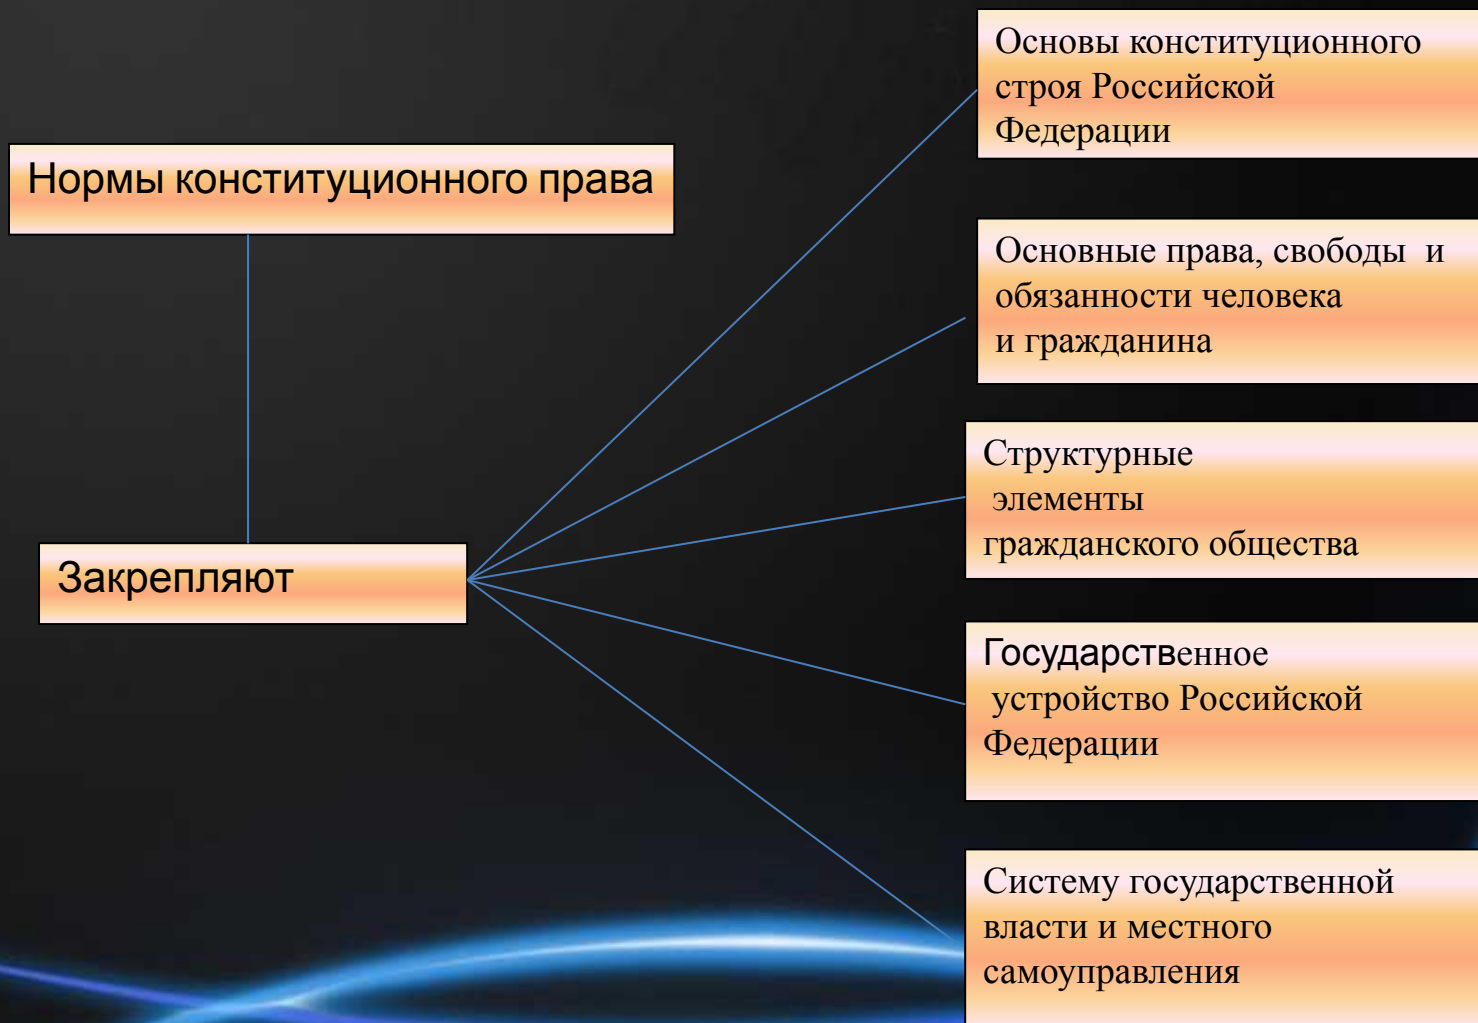 Нормы конституционного права
Закрепляют
Основы конституционного
строя Российской
Федерации
Основные права, свободы и
обязанности человека
и гражданина
Структурные
элементы
гражданского общества
Государственное
устройство Российской
Федерации
Систему государственной
власти и местного
самоуправления